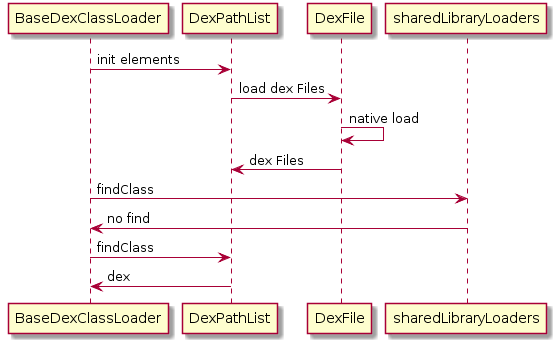 BaseDexClassLoader
DexPathList
DexFile
sharedLibraryLoaders
init elements
load dex Files
native load
dex Files
findClass
no find
findClass
dex
BaseDexClassLoader
DexPathList
DexFile
sharedLibraryLoaders